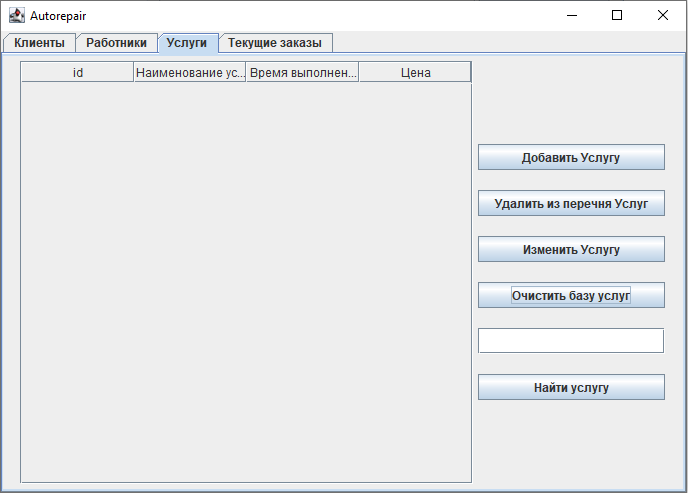 Autorepair
Клиенты Работники Услуги Текущие заказы
id Наименование ус... Время выполнен... Цена
Добавить Услугу
Удалить из перечня Услуг
Изменить Услугу
Очистить базу услуг
Найти услугу